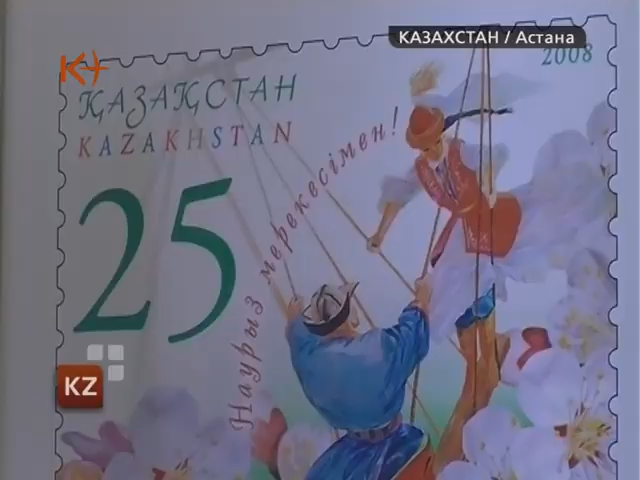 КАЗАХСТАН / Астана
K+
2008
ҚАЗАҚСТАН
KAZAKHSTAN
25
Наурыз мерекесімен!
KZ